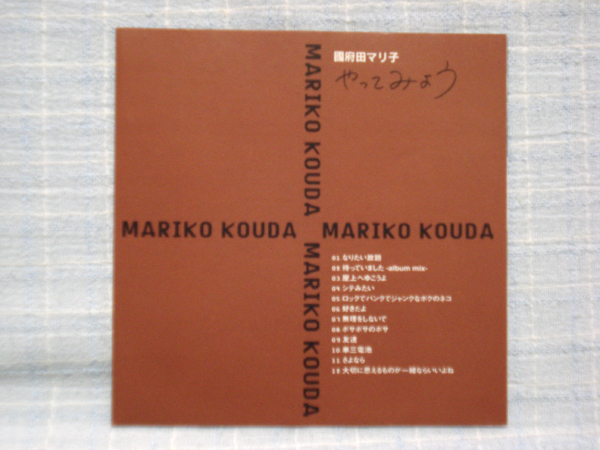 國府田マリ子
やってみよう
MARIKO KOUDA
MARIKO KOUDA
MARIKO KOUDA
MARIKO KOUDA
01 なりたい放題
02 待っていました -album mix-
03 屋上へゆこうよ
04 シテみたい
05 ロックでパンクでジャンクなボクのネコ
06 好きだよ
07 無理をしないで
08 ボサボサのボサ
09 友達
10 単三電池
11 さよなら
12 大切に思えるものが一緒ならいいよね